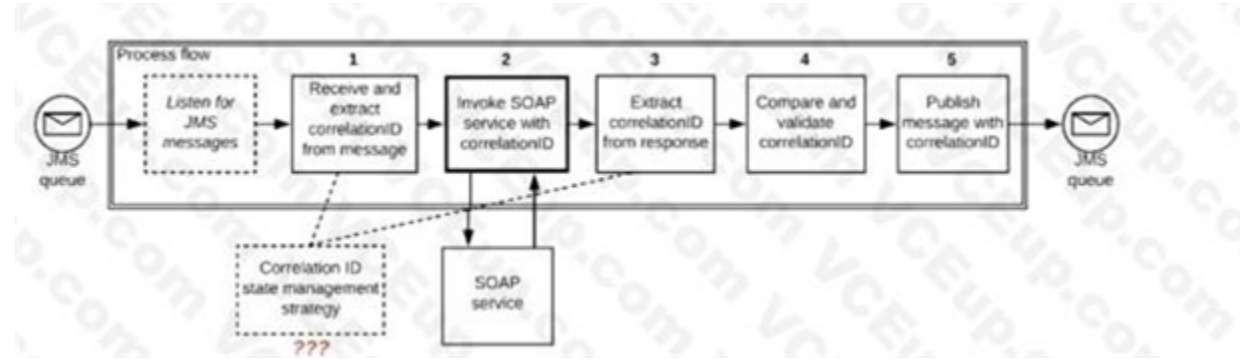 Process flow
1
2
3
4
5
JMS
queue
Listen for
JMS
messages
Receive and
extract
correlationID
from message
Invoke SOAP
service with
correlationID
Extract
correlationID
from response
Compare and
validate
correlationID
Publish
message with
correlationID
JMS
queue
Correlation ID
state management
strategy
???
SOAP
service
VCEup.com